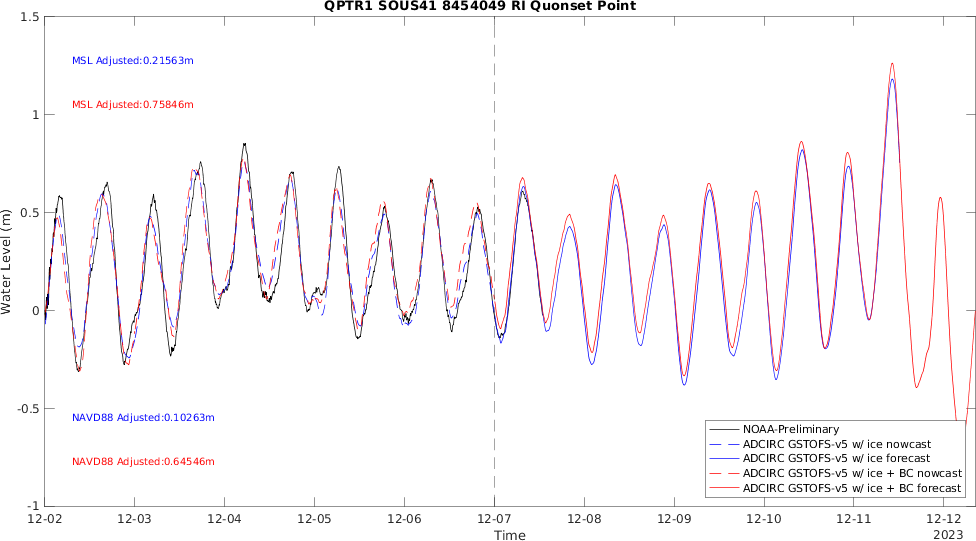 QPTR1 SOUS41 8454049 RI Quonset Point
1.5
MSL Adjusted:0.21563m
MSL Adjusted:0.75846m
1
0.5
Water Level (m)
0
-0.5
NAVD88 Adjusted:0.10263m
NAVD88 Adjusted:0.64546m
NOAA-Preliminary
ADCIRC GSTOFS-v5 w/ ice nowcast
ADCIRC GSTOFS-v5 w/ ice forecast
ADCIRC GSTOFS-v5 w/ ice + BC nowcast
ADCIRC GSTOFS-v5 w/ ice + BC forecast
-1
12-02 12-03 12-04 12-05 12-06 12-07 12-08 12-09 12-10 12-11 12-12
Time
2023